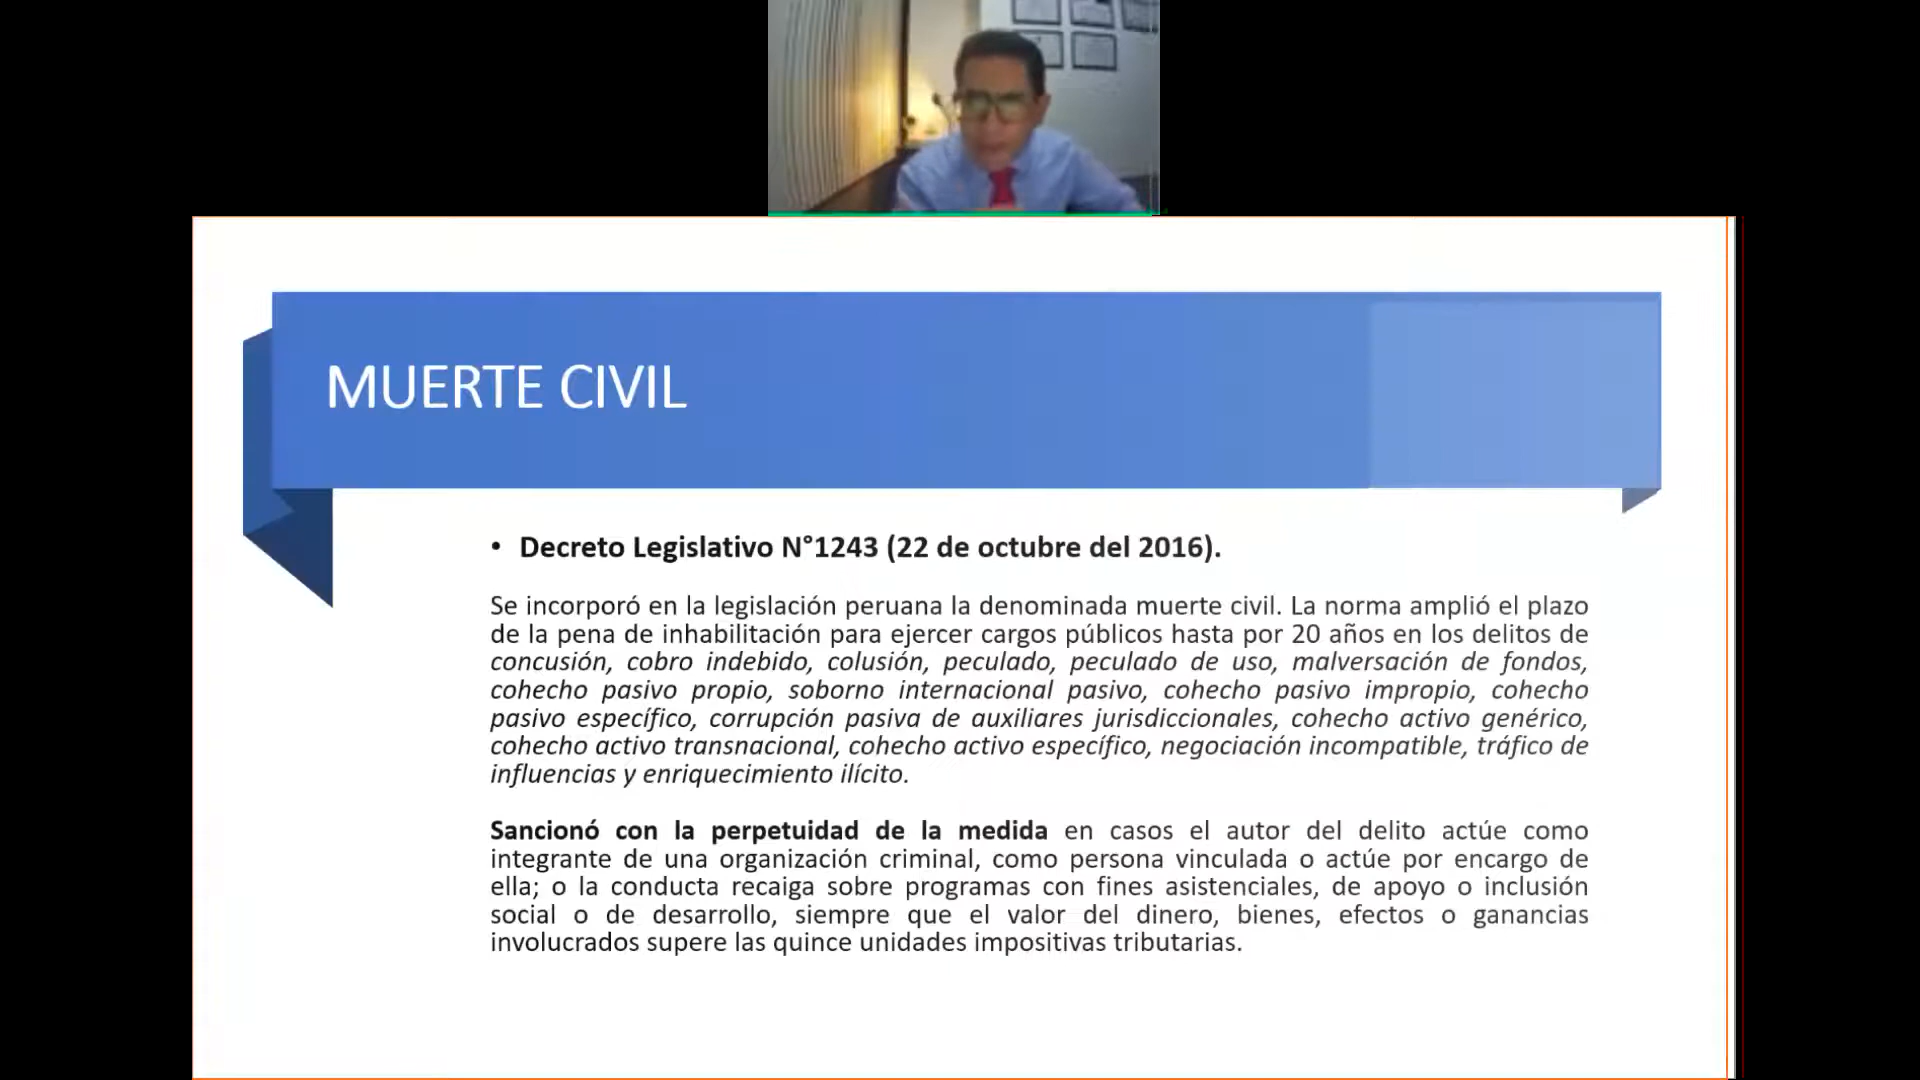 MUERTE CIVIL
• Decreto Legislativo N°1243 (22 de octubre del 2016).
Se incorporó en la legislación peruana la denominada muerte civil. La norma amplió el plazo
de la pena de inhabilitación para ejercer cargos públicos hasta por 20 años en los delitos de
concusión, cobro indebido, colusión, peculado, peculado de uso, malversación de fondos,
cohecho pasivo propio, soborno internacional pasivo, cohecho pasivo impropio, cohecho
pasivo específico, corrupción pasiva de auxiliares jurisdiccionales, cohecho activo genérico,
cohecho activo transnacional, cohecho activo específico, negociación incompatible, tráfico de
influencias y enriquecimiento ilícito.
Sancionó con la perpetuidad de la medida en casos el autor del delito actúe como
integrante de una organización criminal, como persona vinculada o actúe por encargo de
ella; o la conducta recaiga sobre programas con fines asistenciales, de apoyo o inclusión
social o de desarrollo, siempre que el valor del dinero, bienes, efectos o ganancias
involucrados supere las quince unidades impositivas tributarias.